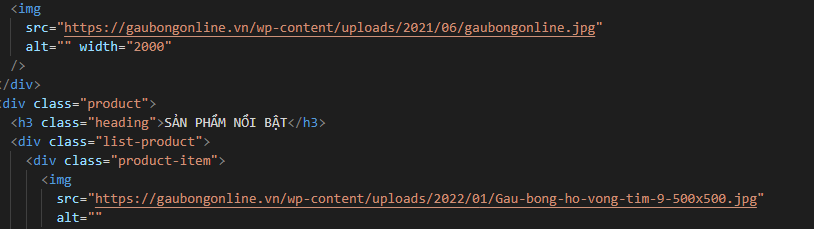 <img
src="https://gaubongonline.vn/wp-content/uploads/2021/06/gaubongonline.jpg"
alt="" width="2000"
/>
</div>
<div class="product">
<h3 class="heading">SẢN PHẨM NỔI BẬT</h3>
<div class="list-product">
<div class="product-item">
<img
src="https://gaubongonline.vn/wp-content/uploads/2022/01/Gau-bong-ho-vong-tim-9-500x500.jpg"
alt=""